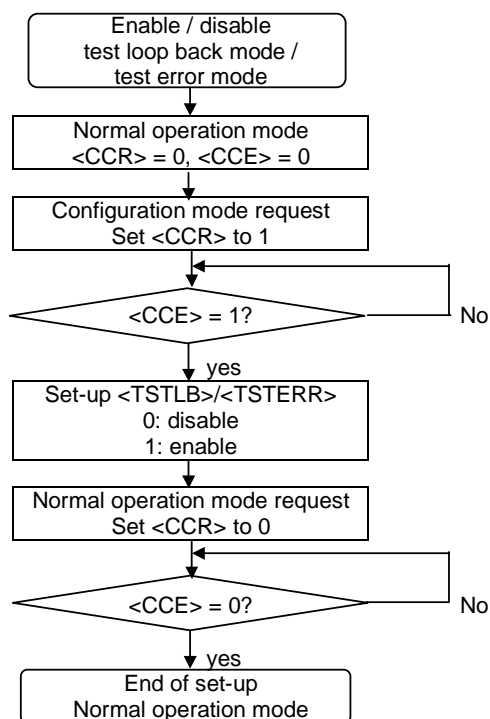 Enable / disable
test loop back mode /
test error mode
Normal operation mode
<CCR> = 0, <CCE> = 0
Configuration mode request
Set <CCR> to 1
<CCE> = 1?
No
yes
Set-up <TSTLB>/<TSTERR>
0: disable
1: enable
Normal operation mode request
Set <CCR> to 0
<CCE> = 0?
No
yes
End of set-up
Normal operation mode